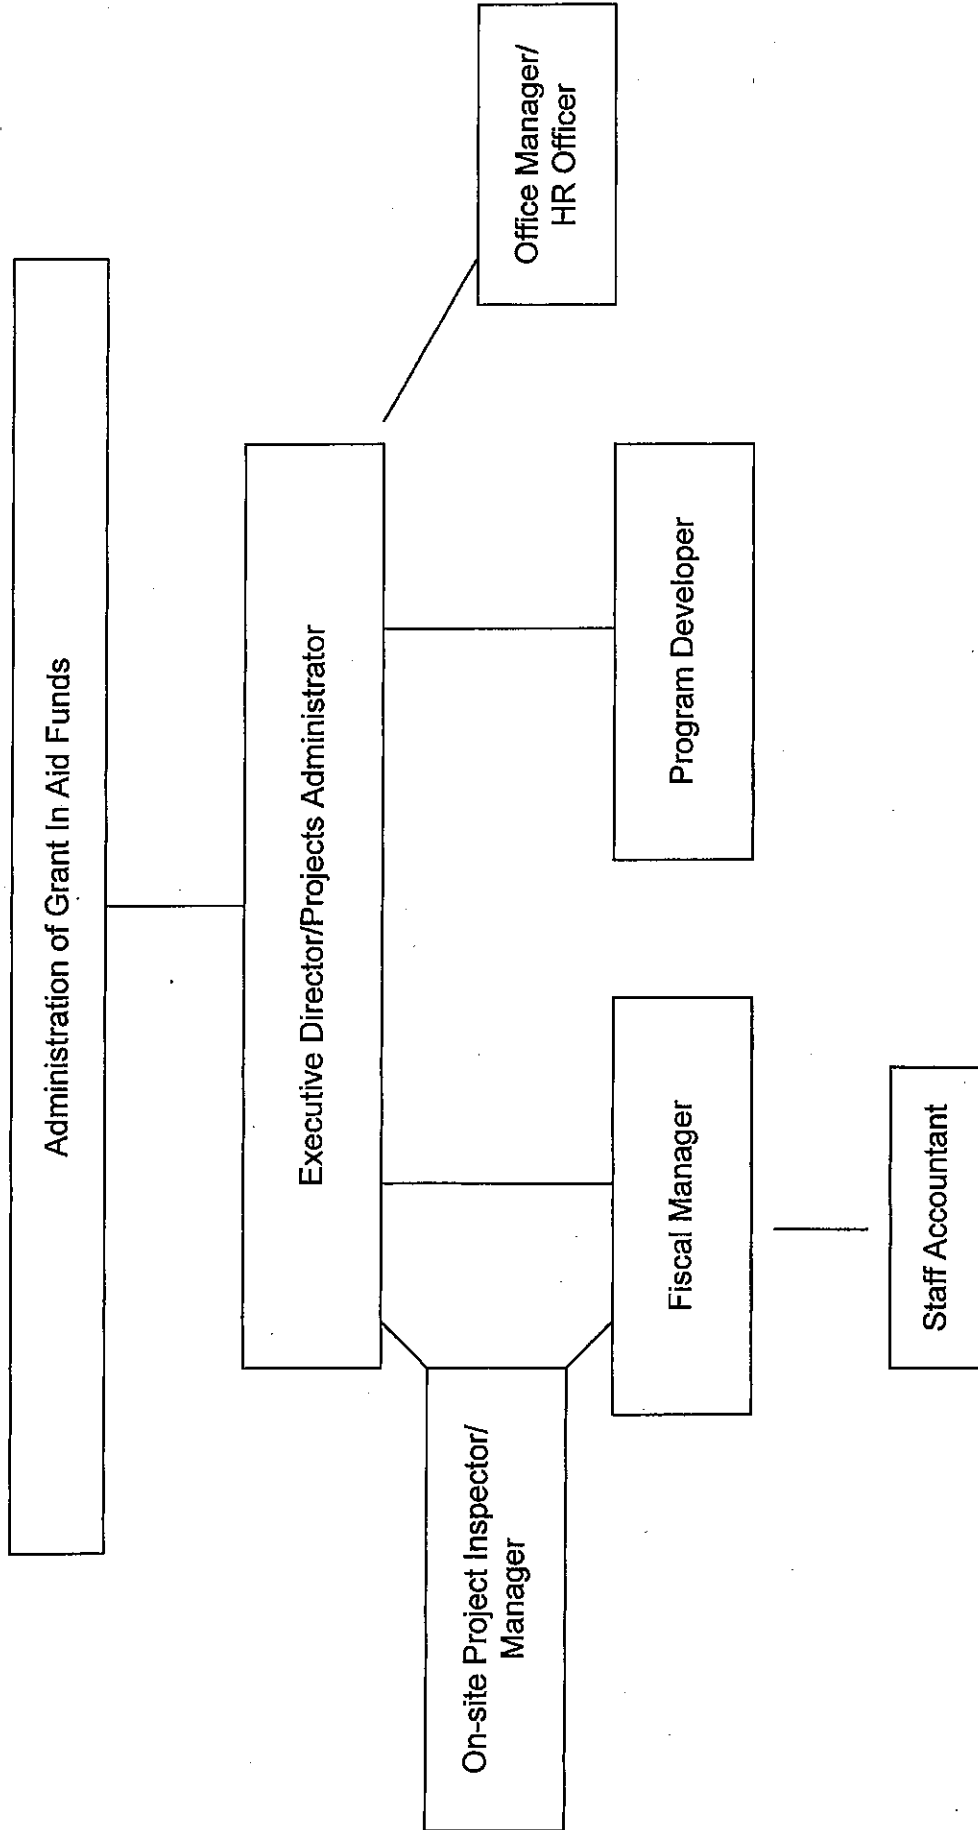 Administration of Grant In Aid Funds
Executive Director/Projects Administrator
Office Manager/
HR Officer
On-site Project Inspector/
Manager
Fiscal Manager
Program Developer
Staff Accountant